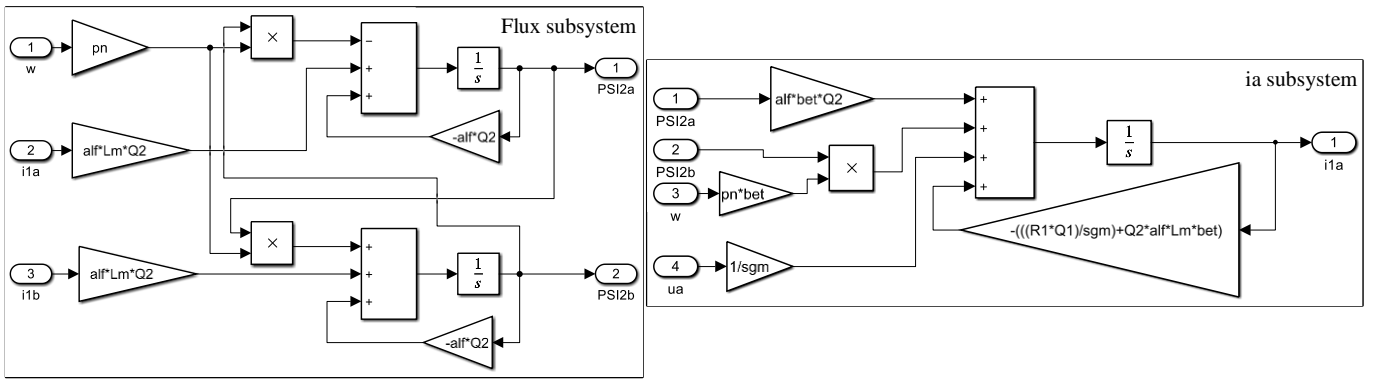 Flux subsystem
1
w
pn
×
−
+
+
1
s
1
PSI2a
-alf*Q2
2
i1a
alf*Lm*Q2
×
3
i1b
alf*Lm*Q2
+
+
+
1
s
2
PSI2b
-alf*Q2
ia subsystem
1
PSI2a
alf*bet*Q2
2
PSI2b
×
3
w
pn*bet
4
ua
1/sgm
+
+
+
+
1
s
1
i1a
-(((R1*Q1)/sgm)+Q2*alf*Lm*bet)